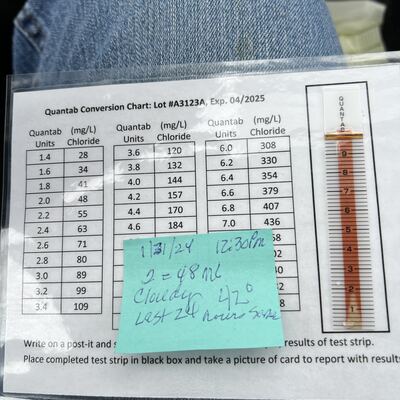 Quantab Conversion Chart: Lot #A3123A, Exp. 04/2025
Quantab Units (mg/L) Chloride
1.4 28
1.6 34
1.8 41
2.0 48
2.2 55
2.4 63
2.6 71
2.8 80
3.0 89
3.2 99
3.4 109
Quantab Units (mg/L) Chloride
3.6 120
3.8 132
4.0 144
4.2 157
4.4 170
4.6 184
Quantab Units (mg/L) Chloride
6.0 308
6.2 330
6.4 354
6.6 379
6.8 407
7.0 436
QUANTAB
9
8
7
6
5
4
3
2
1
1/31/24 12:30pm
2 = 48
Cloudy 42°
Last 24 hours
Write on a post-it and
results of test strip.
Place completed test strip in black box and take a picture of card to report with results